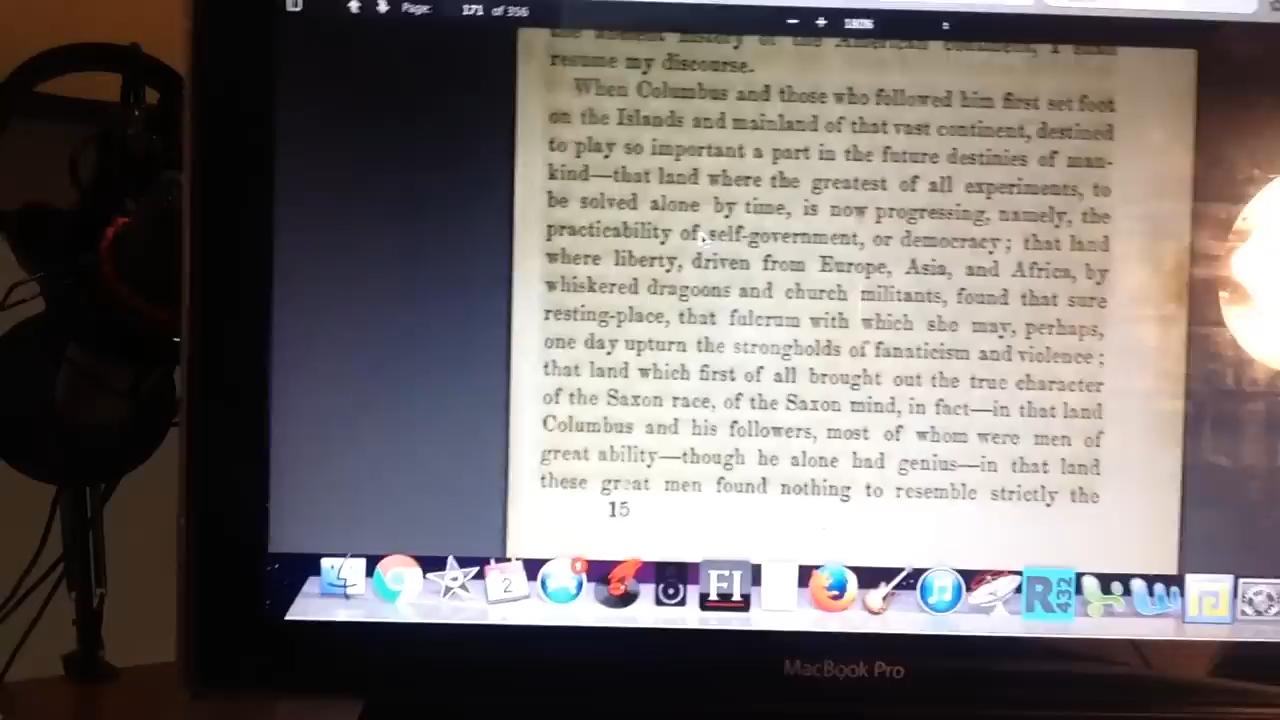 Page: 171 of 356
resume my discourse.
When Columbus and those who followed him first set foot
on the Islands and mainland of that vast continent, destined
to play so important a part in the future destinies of man-
kind—that land where the greatest of all experiments, to
be solved alone by time, is now progressing, namely, the
practicability of self-government, or democracy; that land
where liberty, driven from Europe, Asia, and Africa, by
whiskered dragoons and church militants, found that sure
resting-place, that fulcrum with which she may, perhaps,
one day upturn the strongholds of fanaticism and violence;
that land which first of all brought out the true character
of the Saxon race, of the Saxon mind, in fact—in that land
Columbus and his followers, most of whom were men of
great ability—though he alone had genius—in that land
these great men found nothing to resemble strictly the
15
2
1
FI
R
432
MacBook Pro